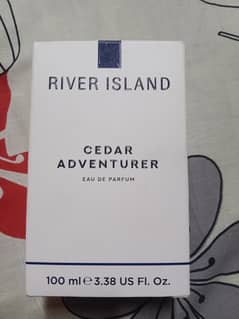 RIVER ISLAND
CEDAR
ADVENTURER
EAU DE PARFUM
100 ml ℮ 3.38 US Fl. Oz.